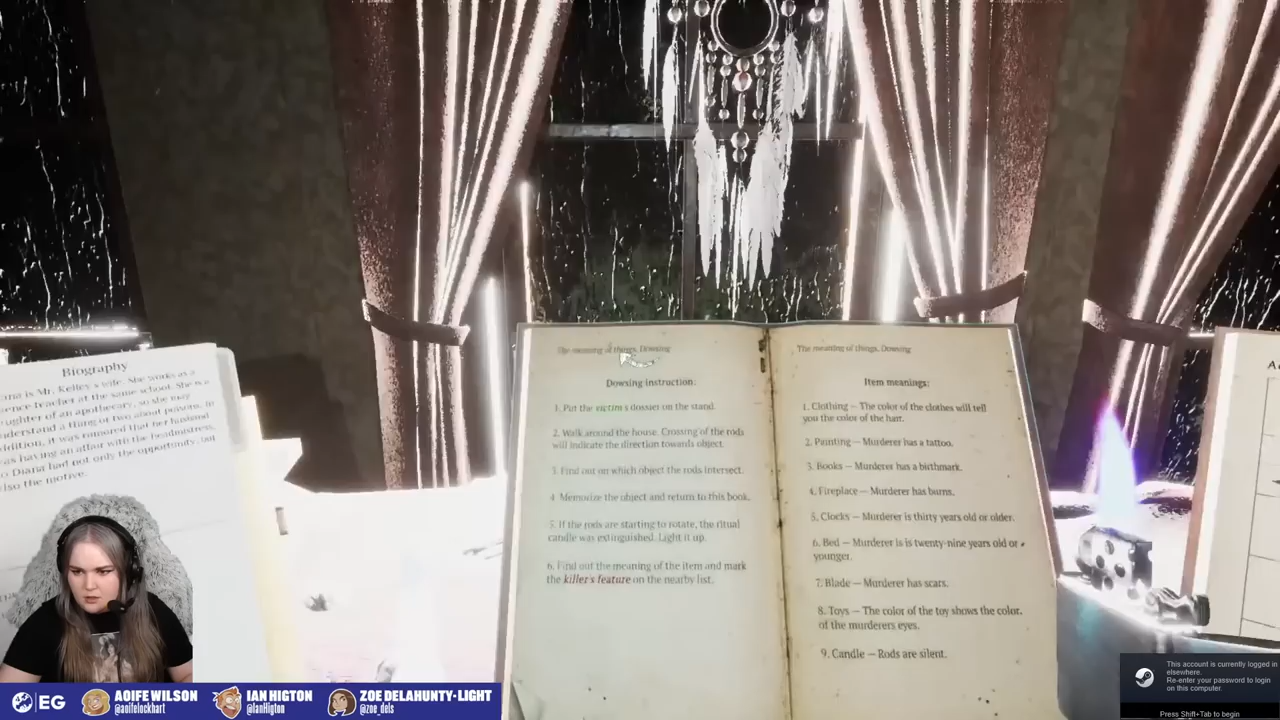 Biography
is Mr. Kelley's wife. She works as a
teacher at the same school. She is a
of an apothecary, so she may
understand a thing or two about poisons. In
addition, it was rumored that her husband
was having an affair with the headmistress,
so Diana had not only the opportunity, but
also the motive.
The meaning of things. Dowsing
Dowsing instruction:
1. Put the victim's dossier on the stand.
2. Walk around the house. Crossing of the rods
will indicate the direction towards object.
3. Find out on which object the rods intersect.
4. Memorize the object and return to this book.
5. If the rods are starting to rotate, the ritual
candle was extinguished. Light it up.
6. Find out the meaning of the item and mark
the killer's feature on the nearby list.
The meaning of things. Dowsing
Item meanings:
1. Clothing — The color of the clothes will tell
you the color of the hair.
2. Painting — Murderer has a tattoo.
3. Books — Murderer has a birthmark.
4. Fireplace — Murderer has burns.
5. Clocks — Murderer is thirty years old or older.
6. Bed — Murderer is is twenty-nine years old or
younger.
7. Blade — Murderer has scars.
8. Toys — The color of the toy shows the color
of the murderers eyes.
9. Candle — Rods are silent.
EG
AOIFE WILSON
@aoifelockhart
IAN HIGTON
@IanHigton
ZOE DELAHUNTY-LIGHT
@zoe_dels
This account is currently logged in
elsewhere.
Re-enter your password to login
on this computer.
Press Shift+Tab to begin